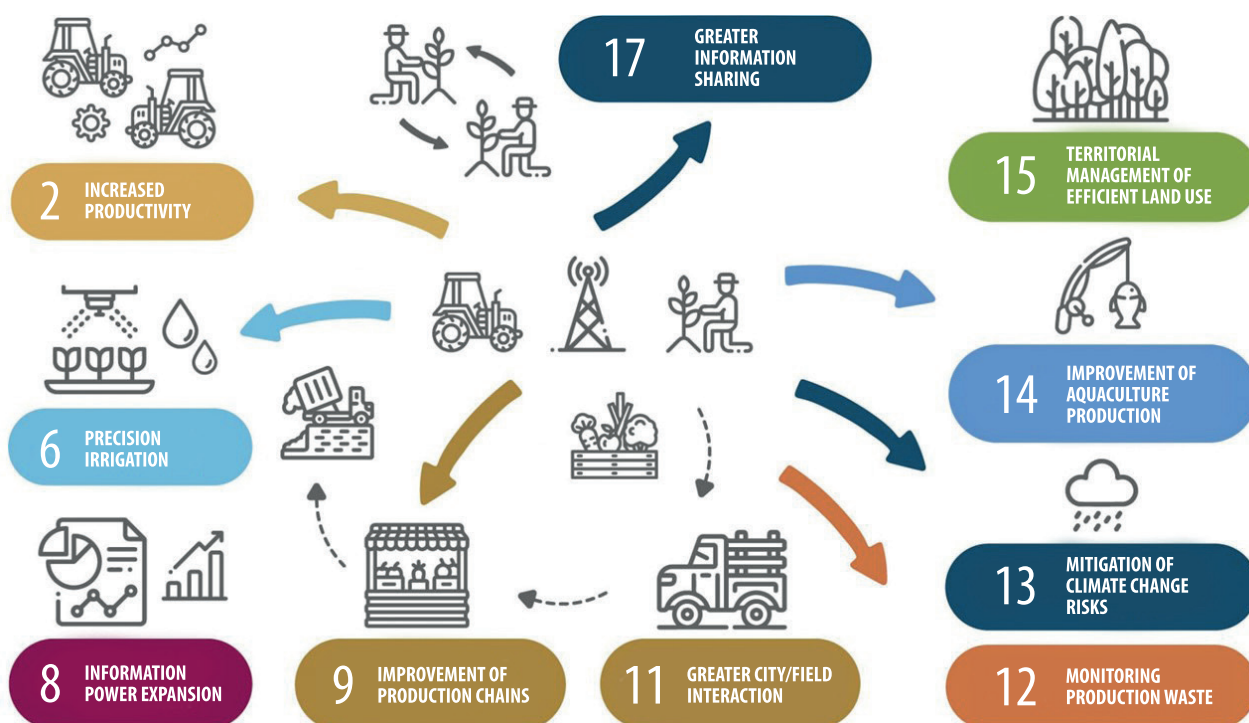 17
GREATER
INFORMATION
SHARING
2
INCREASED
PRODUCTIVITY
15
TERRITORIAL
MANAGEMENT OF
EFFICIENT LAND USE
6
PRECISION
IRRIGATION
14
IMPROVEMENT OF
AQUACULTURE
PRODUCTION
13
MITIGATION OF
CLIMATE CHANGE
RISKS
8
INFORMATION
POWER EXPANSION
9
IMPROVEMENT OF
PRODUCTION CHAINS
11
GREATER CITY/FIELD
INTERACTION
12
MONITORING
PRODUCTION WASTE